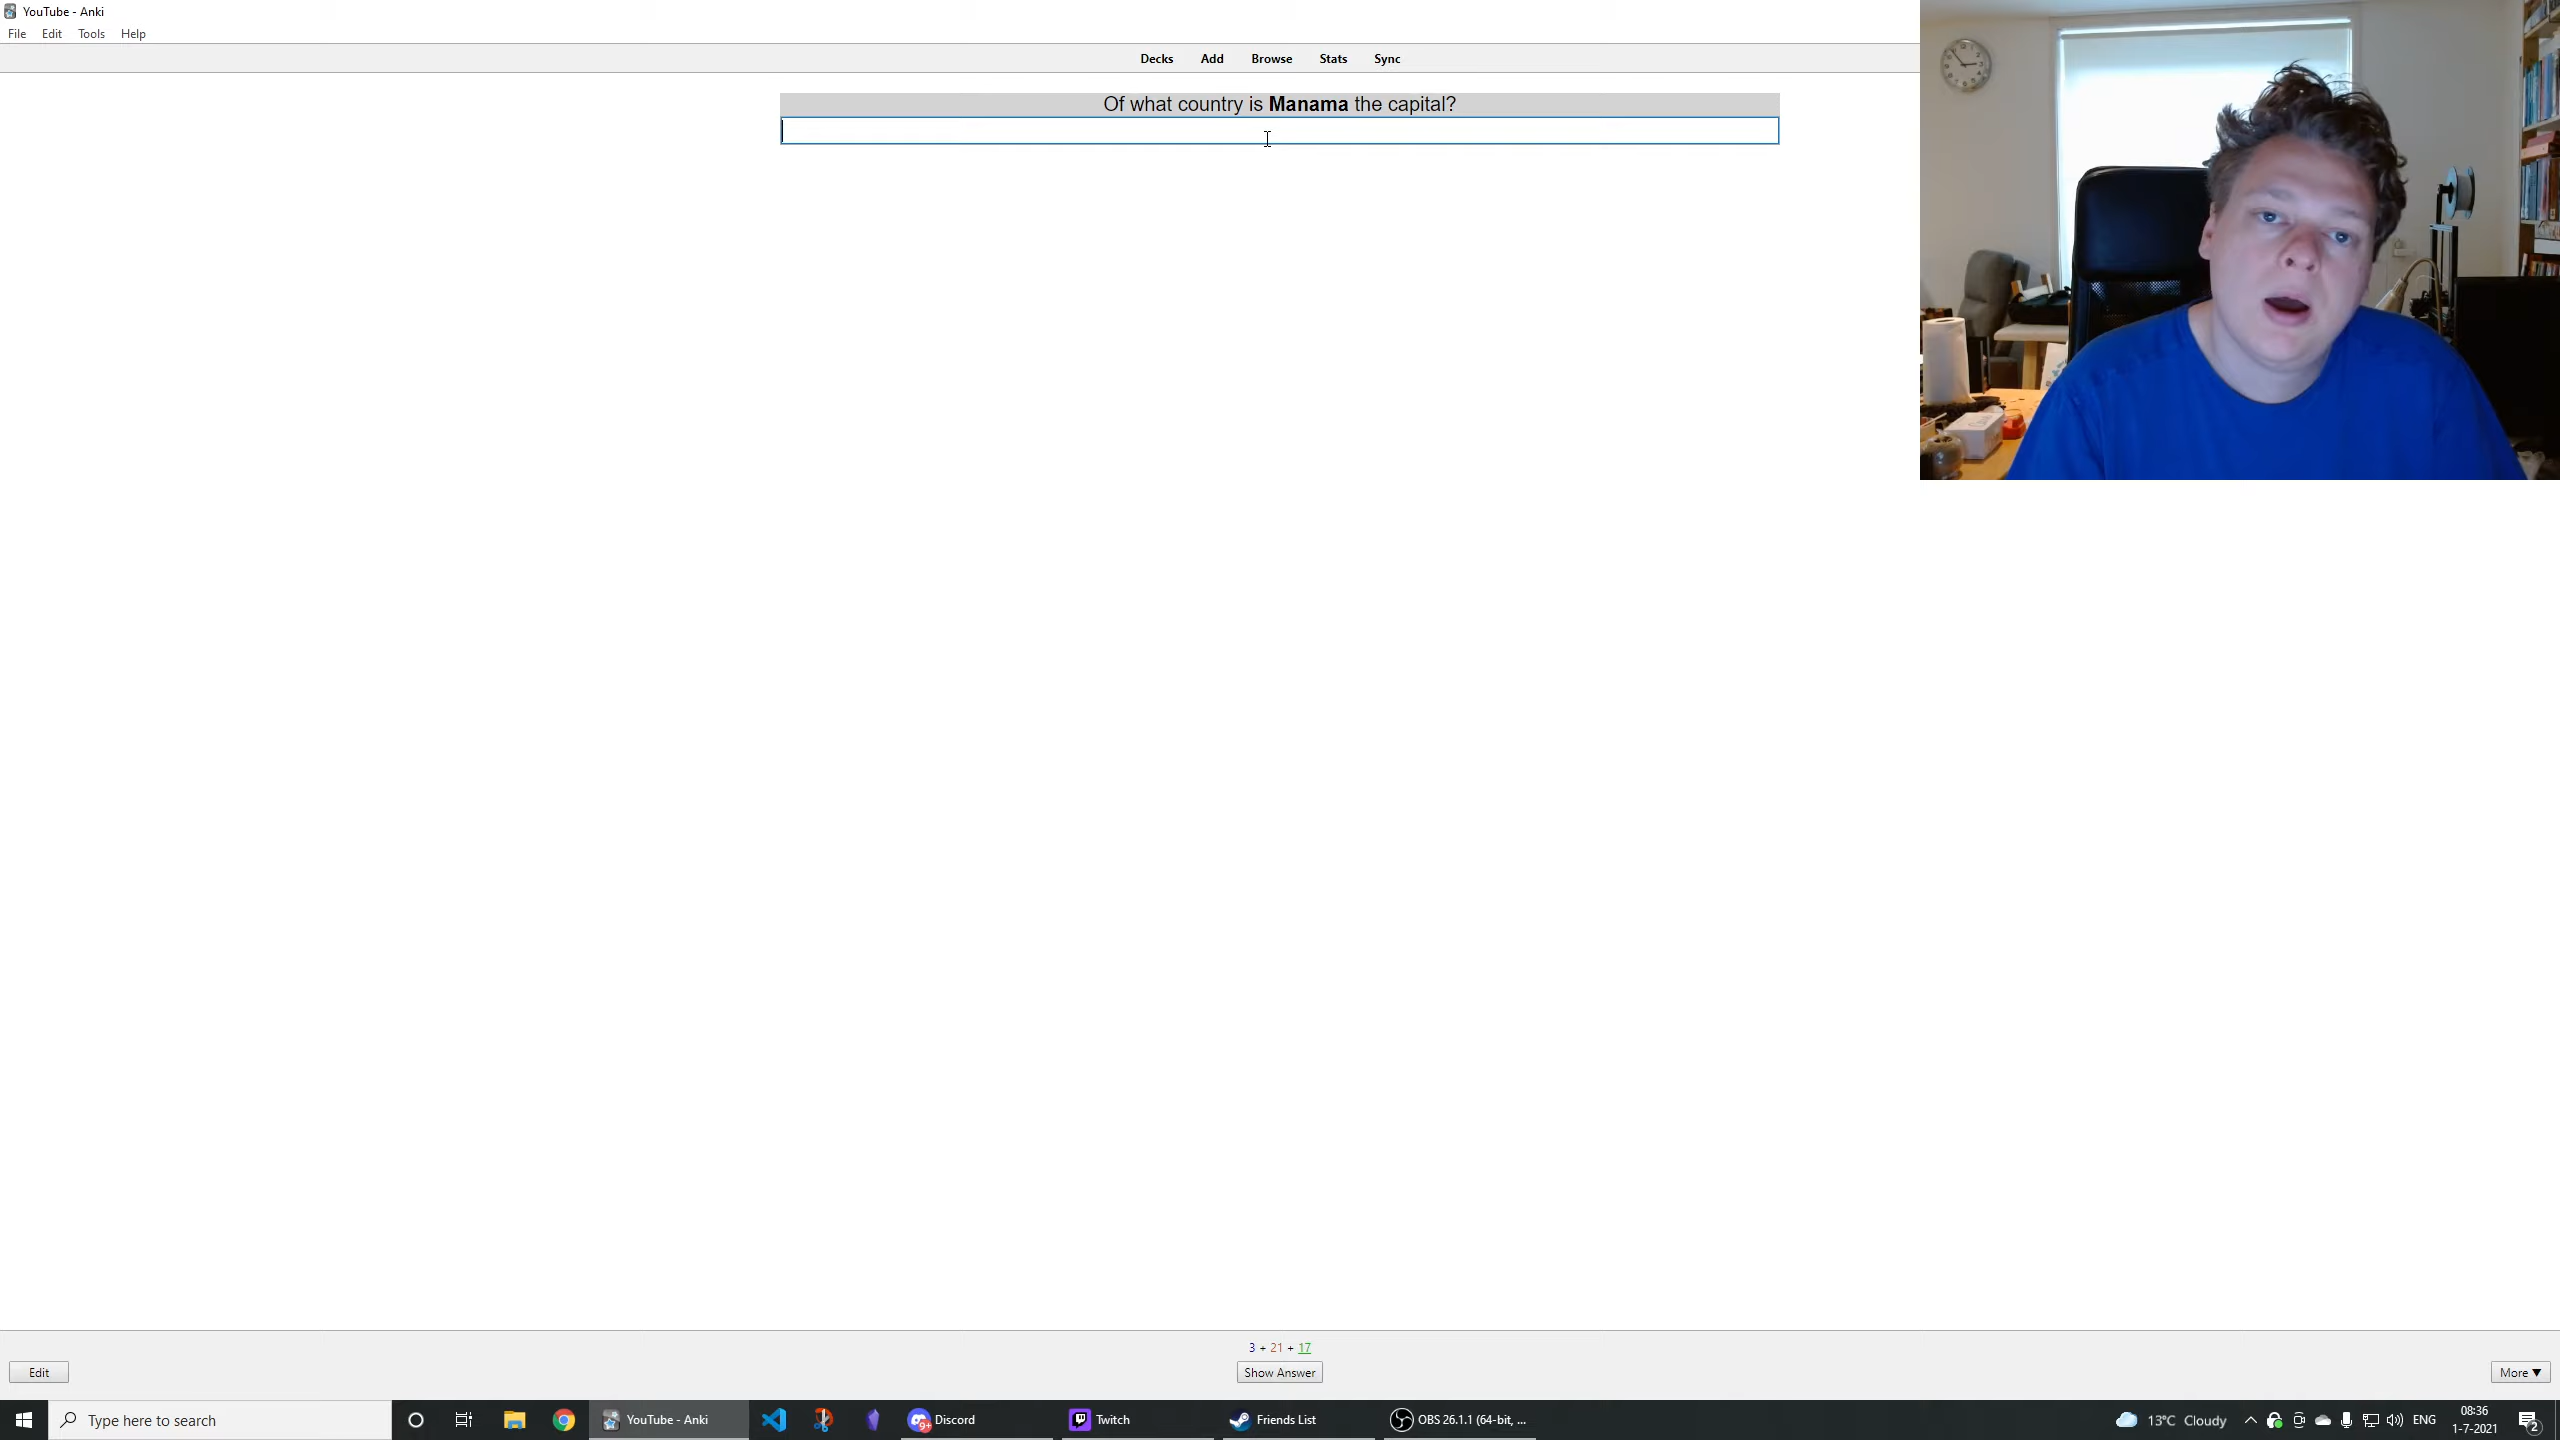 YouTube - Anki
File Edit Tools Help
Decks Add Browse Stats Sync
Of what country is Manama the capital?
3 + 21 + 17
Edit Show Answer More ▼
Type here to search YouTube - Anki 9+ Discord Twitch Friends List OBS 26.1.1 (64-bit, ... 13°C Cloudy ENG 08:36
1-7-2021 2